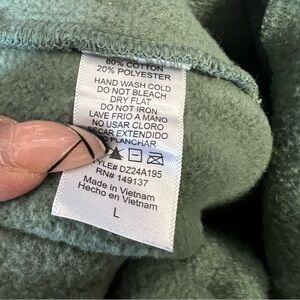 80% COTTON
20% POLYESTER
HAND WASH COLD
DO NOT BLEACH
DRY FLAT
DO NOT IRON
LAVE FRIO A MANO
NO USAR CLORO
SECAR EXTENDIDO
PLANCHAR
STYLE# DZ24A195
RN# 149137
Made in Vietnam
Hecho en Vietnam
L